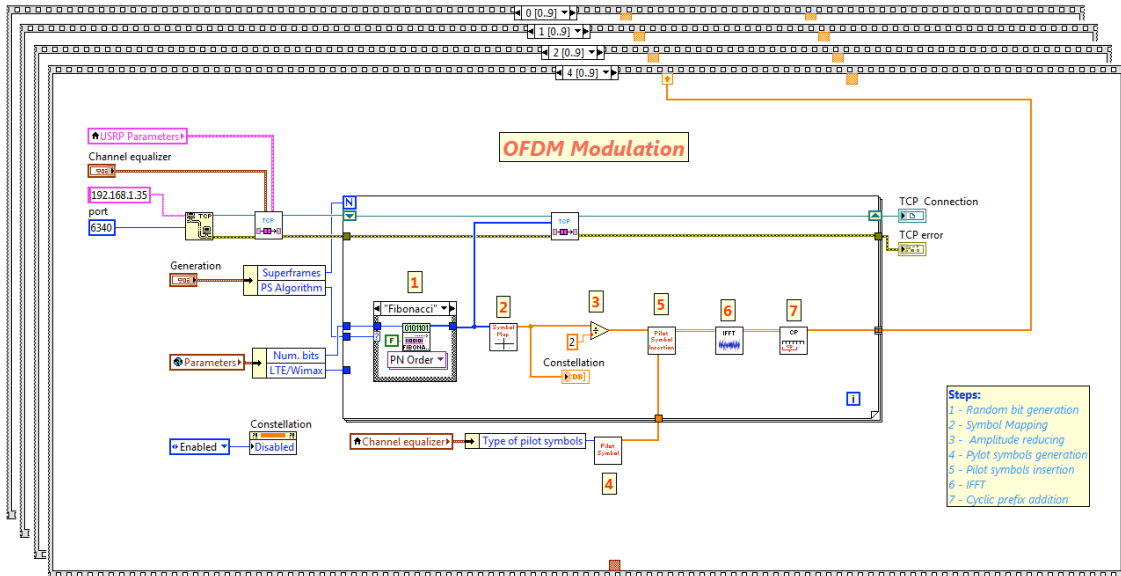 0 [0..9]
1 [0..9]
2 [0..9]
4 [0..9]
OFDM Modulation
USRP Parameters
Channel equalizer
192.168.1.35
port
6340
TCP
TCP
N
TCP
TCP Connection
TCP error
Generation
Superframes
PS Algorithm
1
"Fibonacci"
0101101
F
FIBONA..
PN Order
2
Symbol
Map
3
2
Constellation
[DB]
5
Pilot
Symbol
Insertion
6
IFFT
7
CP
CP
Parameters
Num. bits
LTE/Wimax
i
Constellation
Enabled
Disabled
Channel equalizer
Type of pilot symbols
Pilot
Symbol
4
Steps:
1 - Random bit generation
2 - Symbol Mapping
3 - Amplitude reducing
4 - Pylot symbols generation
5 - Pilot symbols insertion
6 - IFFT
7 - Cyclic prefix addition